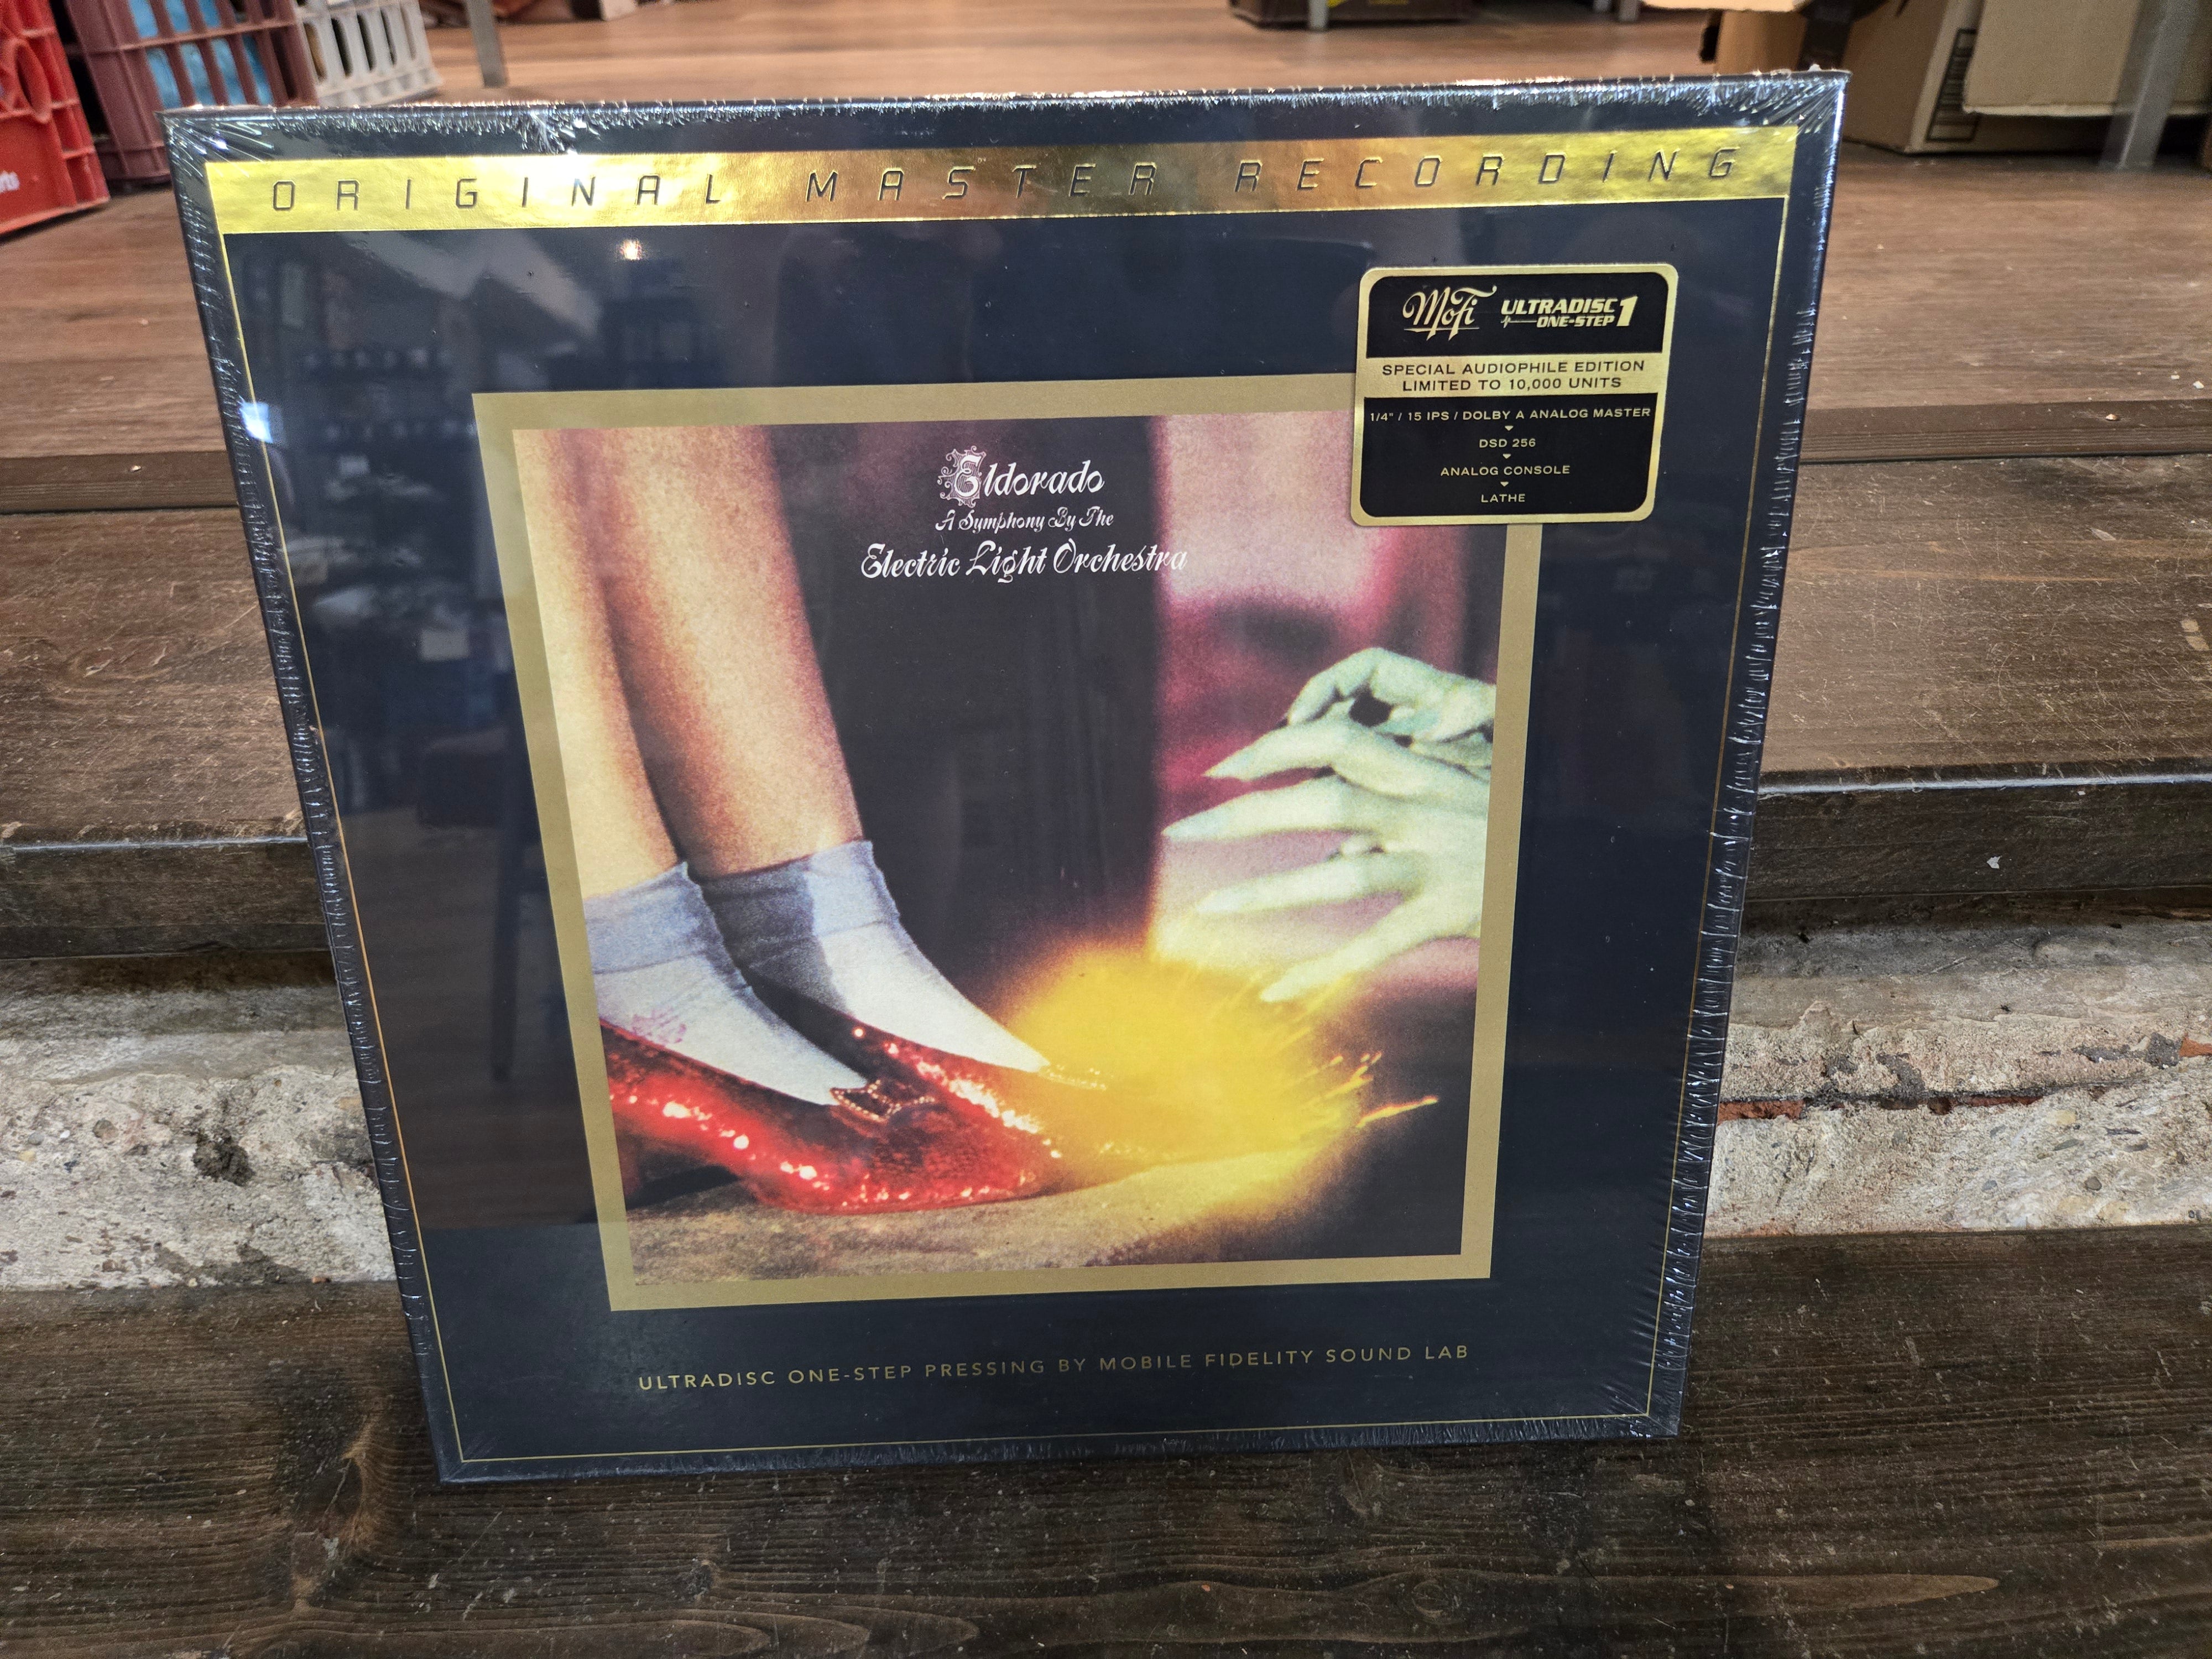 ORIGINAL MASTER RECORDING
MoFi ULTRADISC ONE-STEP 1
SPECIAL AUDIOPHILE EDITION
LIMITED TO 10,000 UNITS
1/4" / 15 IPS / DOLBY A ANALOG MASTER
DSD 256
ANALOG CONSOLE
LATHE
Eldorado
A Symphony By The
Electric Light Orchestra
ULTRADISC ONE-STEP PRESSING BY MOBILE FIDELITY SOUND LAB